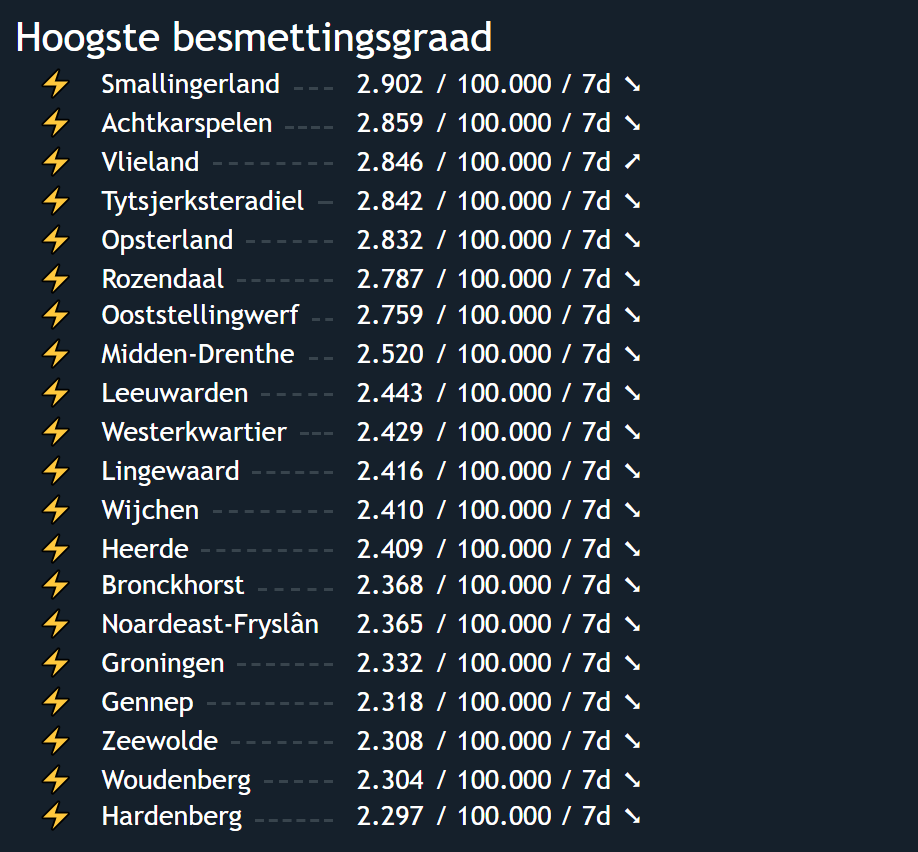 Hoogste besmettingsgraad
⚡ Smallingerland --- 2.902 / 100.000 / 7d ➘
⚡ Achtkarspelen ---- 2.859 / 100.000 / 7d ➘
⚡ Vlieland -------- 2.846 / 100.000 / 7d ➚
⚡ Tytsjerksteradiel - 2.842 / 100.000 / 7d ➘
⚡ Opsterland ------ 2.832 / 100.000 / 7d ➘
⚡ Rozendaal ------- 2.787 / 100.000 / 7d ➘
⚡ Ooststellingwerf -- 2.759 / 100.000 / 7d ➘
⚡ Midden-Drenthe -- 2.520 / 100.000 / 7d ➘
⚡ Leeuwarden ----- 2.443 / 100.000 / 7d ➘
⚡ Westerkwartier --- 2.429 / 100.000 / 7d ➘
⚡ Lingewaard ------ 2.416 / 100.000 / 7d ➘
⚡ Wijchen -------- 2.410 / 100.000 / 7d ➘
⚡ Heerde --------- 2.409 / 100.000 / 7d ➘
⚡ Bronckhorst ----- 2.368 / 100.000 / 7d ➘
⚡ Noardeast-Fryslân 2.365 / 100.000 / 7d ➘
⚡ Groningen ------- 2.332 / 100.000 / 7d ➘
⚡ Gennep --------- 2.318 / 100.000 / 7d ➘
⚡ Zeewolde ------- 2.308 / 100.000 / 7d ➘
⚡ Woudenberg ----- 2.304 / 100.000 / 7d ➘
⚡ Hardenberg ------ 2.297 / 100.000 / 7d ➘